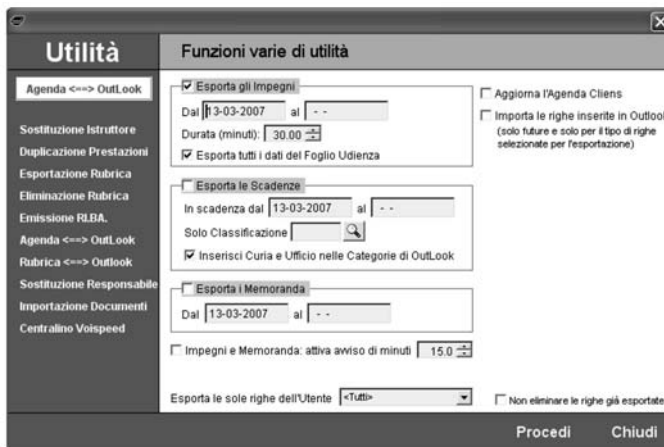 Utilità
Funzioni varie di utilità
Agenda <==> OutLook
Sostituzione Istruttore
Duplicazione Prestazioni
Esportazione Rubrica
Eliminazione Rubrica
Emissione RI.BA.
Agenda <==> OutLook
Rubrica <==> Outlook
Sostituzione Responsabile
Importazione Documenti
Centralino Voispeed
Esporta gli Impegni
Dal 13-03-2007 al - -
Durata (minuti): 30.00
Esporta tutti i dati del Foglio Udienza
Esporta le Scadenze
In scadenza dal 13-03-2007 al - -
Solo Classificazione
Inserisci Curia e Ufficio nelle Categorie di OutLook
Esporta i Memoranda
Dal 13-03-2007 al - -
Impegni e Memoranda: attiva avviso di minuti 15.0
Esporta le sole righe dell'Utente <Tutti>
Aggiorna l'Agenda Cliens
Importa le righe inserite in Outlook
(solo future e solo per il tipo di righe
selezionate per l'esportazione)
Non eliminare le righe già esportate
Procedi Chiudi